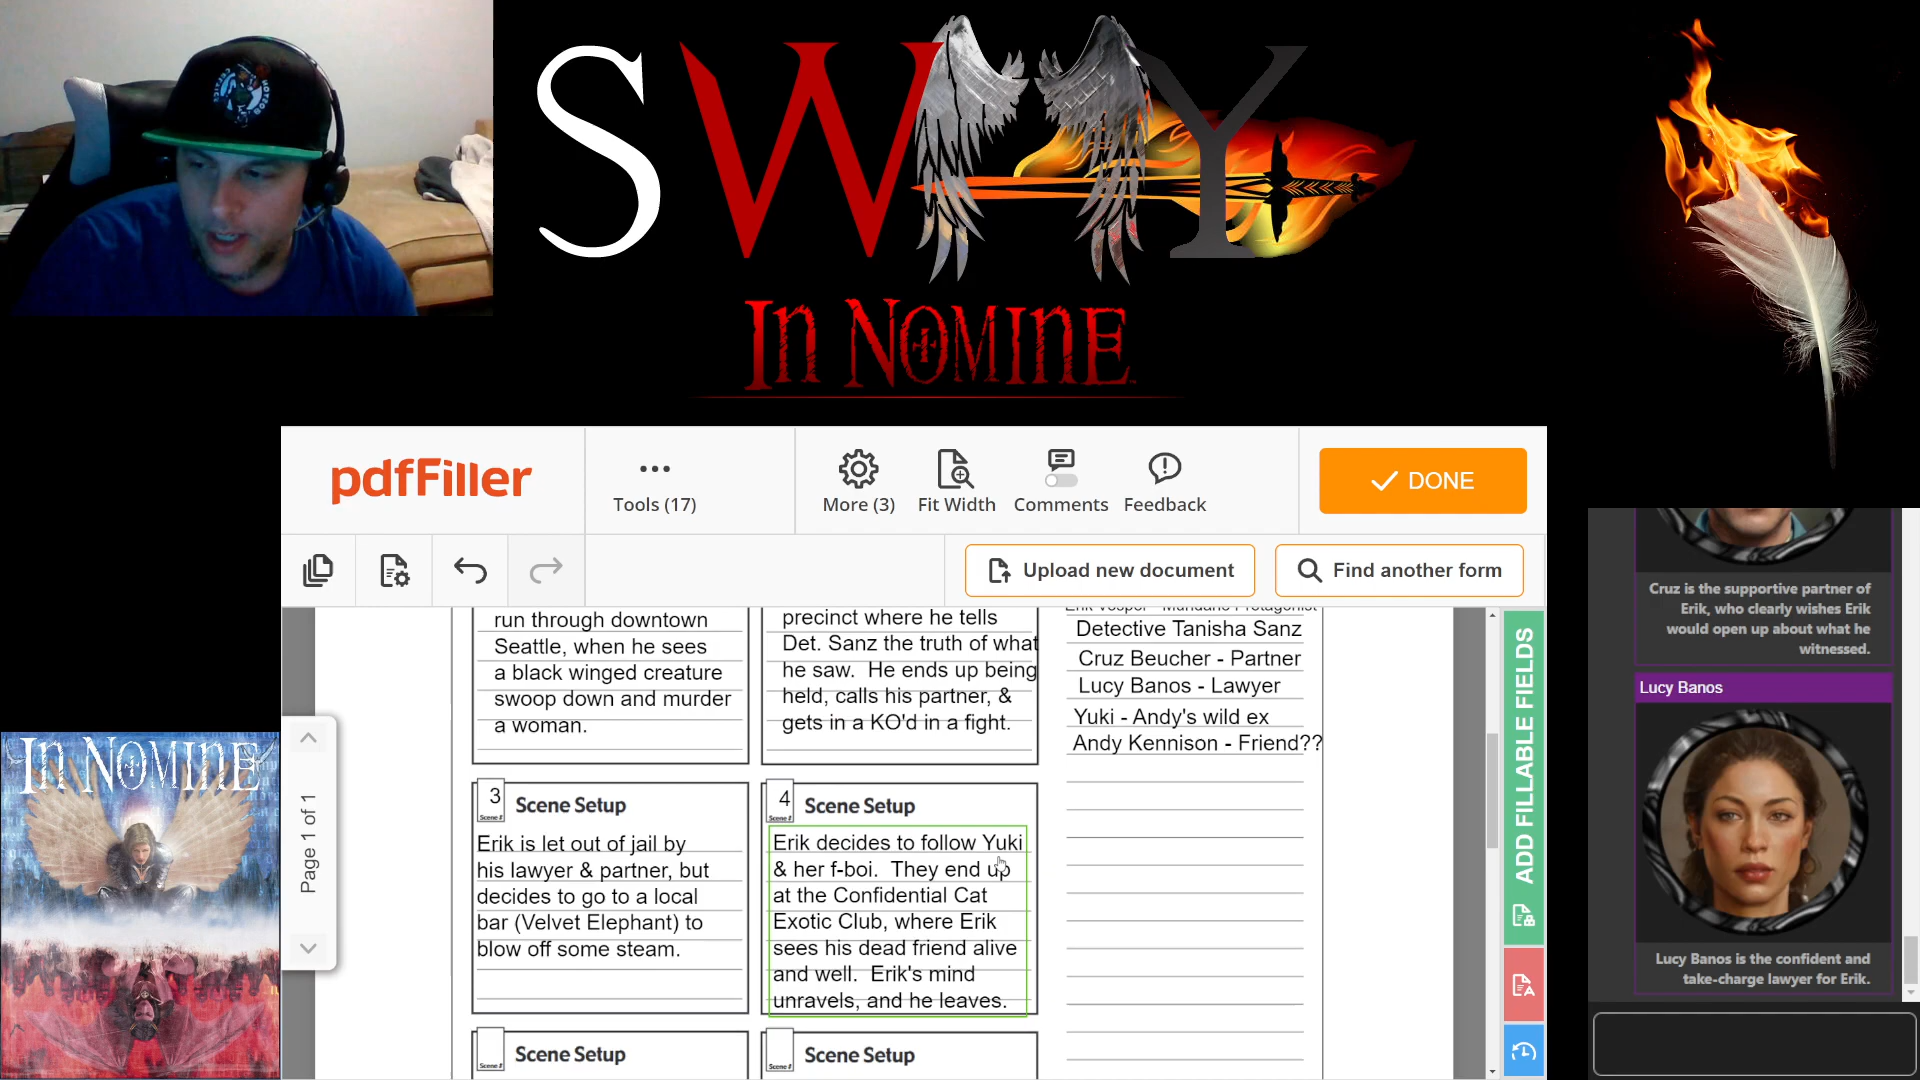 SWAY
IN NOMINE
pdfFiller
Tools (17)
More (3)
Fit Width
Comments
Feedback
DONE
Upload new document
Find another form
run through downtown
Seattle, when he sees
a black winged creature
swoop down and murder
a woman.
precinct where he tells
Det. Sanz the truth of what
he saw. He ends up being
held, calls his partner, &
gets in a KO'd in a fight.
Erik Vesper - Mundane Protagonist
Detective Tanisha Sanz
Cruz Beucher - Partner
Lucy Banos - Lawyer
Yuki - Andy's wild ex
Andy Kennison - Friend??
3
Scene #
Scene Setup
Erik is let out of jail by
his lawyer & partner, but
decides to go to a local
bar (Velvet Elephant) to
blow off some steam.
4
Scene #
Scene Setup
Erik decides to follow Yuki
& her f-boi. They end up
at the Confidential Cat
Exotic Club, where Erik
sees his dead friend alive
and well. Erik's mind
unravels, and he leaves.
Scene #
Scene Setup
Scene #
Scene Setup
Page 1 of 1
ADD FILLABLE FIELDS
IN NOMINE
Cruz is the supportive partner of
Erik, who clearly wishes Erik
would open up about what he
witnessed.
Lucy Banos
Lucy Banos is the confident and
take-charge lawyer for Erik.